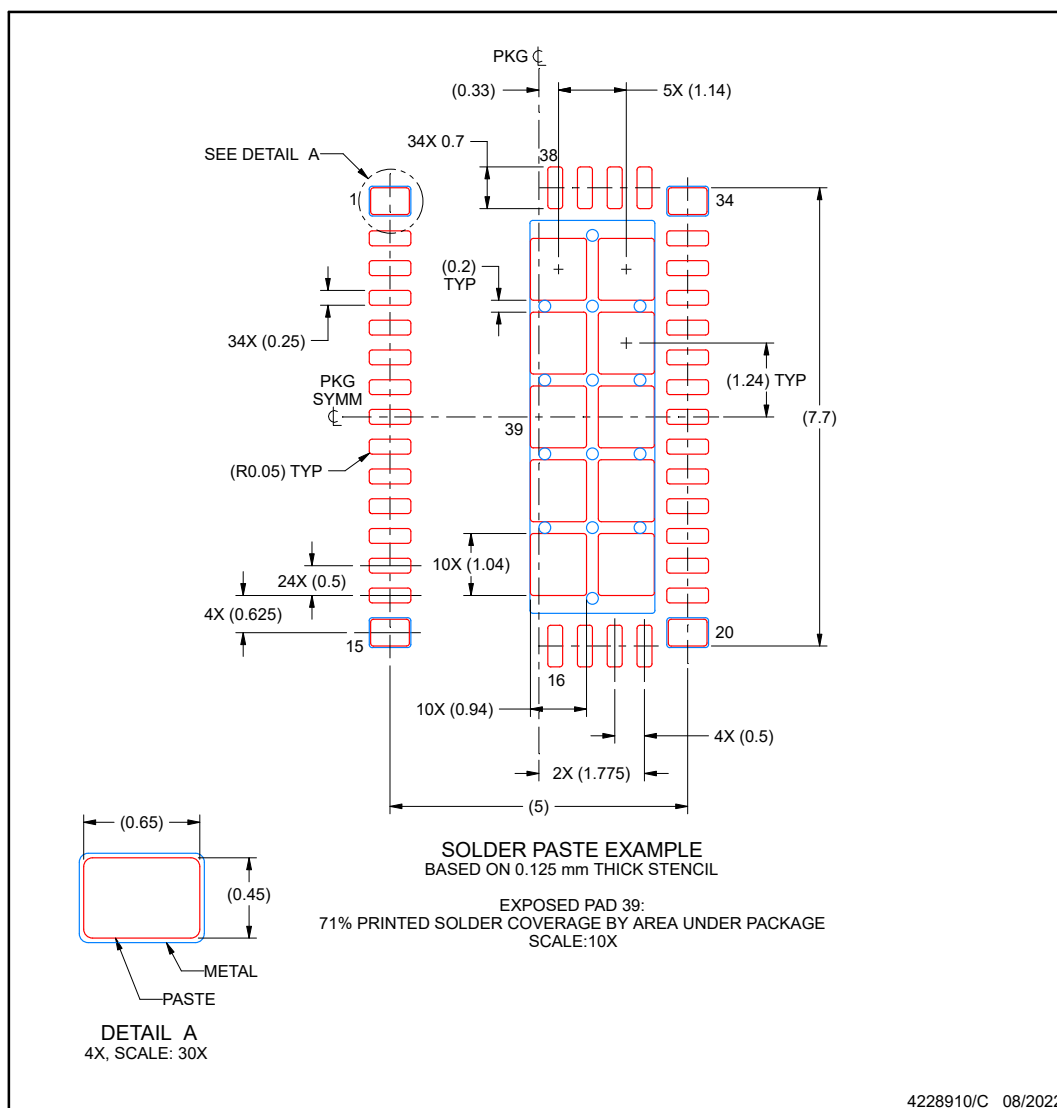 PKG ℄
(0.33)
5X (1.14)
34X 0.7
38
SEE DETAIL A
1
34
(0.2)
TYP
34X (0.25)
PKG
SYMM
℄
(1.24) TYP
(7.7)
39
(R0.05) TYP
10X (1.04)
24X (0.5)
4X (0.625)
15
20
16
10X (0.94)
4X (0.5)
2X (1.775)
(5)
(0.65)
(0.45)
METAL
PASTE
DETAIL A
4X, SCALE: 30X
SOLDER PASTE EXAMPLE
BASED ON 0.125 mm THICK STENCIL
EXPOSED PAD 39:
71% PRINTED SOLDER COVERAGE BY AREA UNDER PACKAGE
SCALE:10X
4228910/C 08/2022